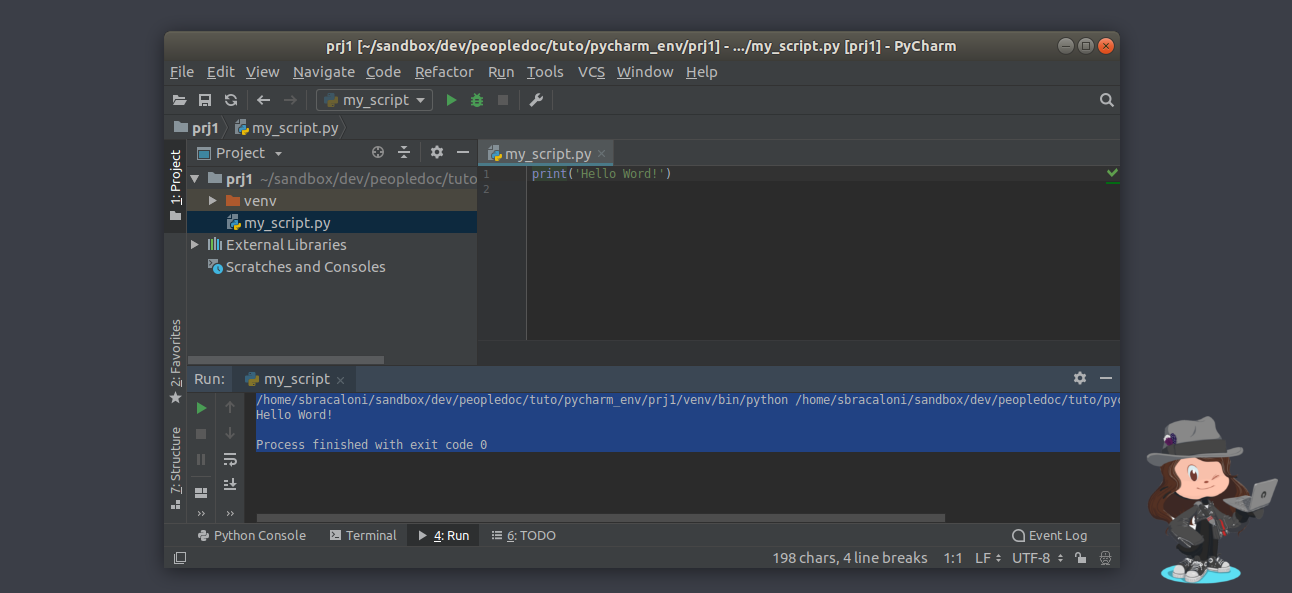 prj1 [~/sandbox/dev/peopledoc/tuto/pycharm_env/prj1] - .../my_script.py [prj1] - PyCharm
File Edit View Navigate Code Refactor Run Tools VCS Window Help
my_script
prj1 my_script.py
1: Project
Project
my_script.py
prj1 ~/sandbox/dev/peopledoc/tuto
venv
my_script.py
External Libraries
Scratches and Consoles
1 print('Hello Word!')
2
2: Favorites
7: Structure
Run: my_script
/home/sbracaloni/sandbox/dev/peopledoc/tuto/pycharm_env/prj1/venv/bin/python /home/sbracaloni/sandbox/dev/peopledoc/tuto/pyc
Hello Word!
Process finished with exit code 0
Python Console Terminal 4: Run 6: TODO Event Log
198 chars, 4 line breaks 1:1 LF UTF-8